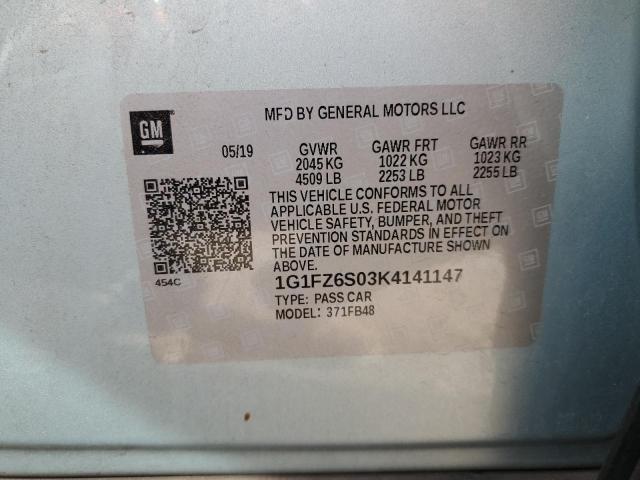 MFD BY GENERAL MOTORS LLC
GM
05/19 GVWR GAWR FRT GAWR RR
2045 KG 1022 KG 1023 KG
4509 LB 2253 LB 2255 LB
THIS VEHICLE CONFORMS TO ALL
APPLICABLE U.S. FEDERAL MOTOR
VEHICLE SAFETY, BUMPER, AND THEFT
PREVENTION STANDARDS IN EFFECT ON
THE DATE OF MANUFACTURE SHOWN
ABOVE.
454C
1G1FZ6S03K4141147
TYPE: PASS CAR
MODEL: 371FB48